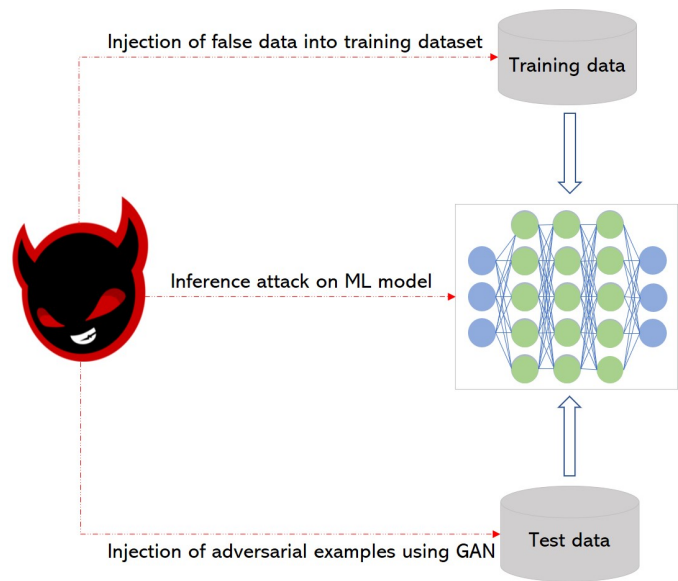 Injection of false data into training dataset
Training data
Inference attack on ML model
Injection of adversarial examples using GAN
Test data